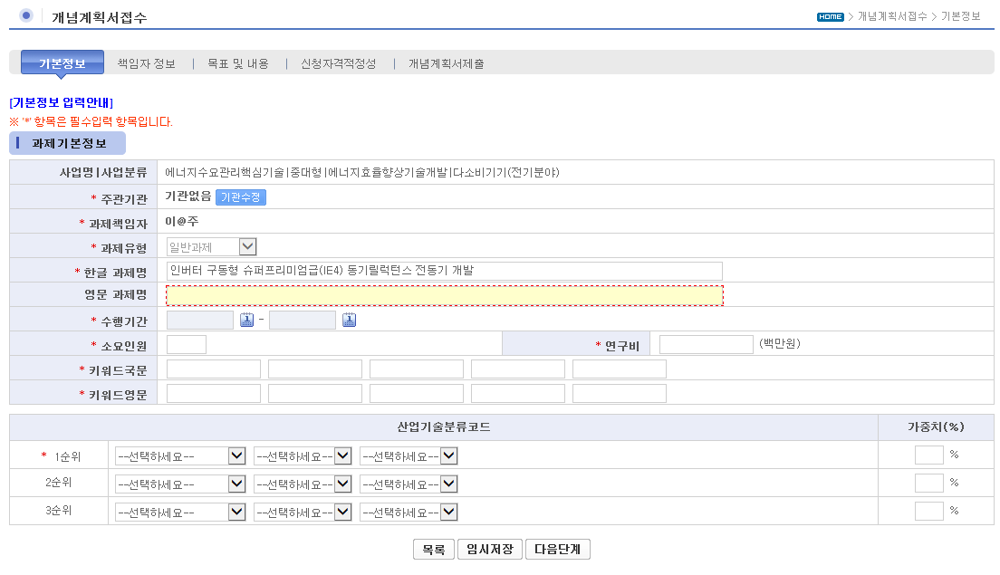 개념계획서접수
HOME > 개념계획서접수 > 기본정보
기본정보 책임자 정보 | 목표 및 내용 | 신청자격적정성 | 개념계획서제출
[기본정보 입력안내]
※ '*' 항목은 필수입력 항목입니다.
과제기본정보
사업명|사업분류 에너지수요관리핵심기술|중대형|에너지효율향상기술개발|다소비기기(전기분야)
* 주관기관 기관없음 기관수정
* 과제책임자 이@주
* 과제유형 일반과제
* 한글 과제명 인버터 구동형 슈퍼프리미엄급(IE4) 동기릴럭턴스 전동기 개발
영문 과제명
* 수행기간 -
* 소요인원 * 연구비 (백만원)
* 키워드국문
* 키워드영문
산업기술분류코드 가중치(%)
* 1순위 --선택하세요-- --선택하세요-- --선택하세요-- %
2순위 --선택하세요-- --선택하세요-- --선택하세요-- %
3순위 --선택하세요-- --선택하세요-- --선택하세요-- %
목록 임시저장 다음단계